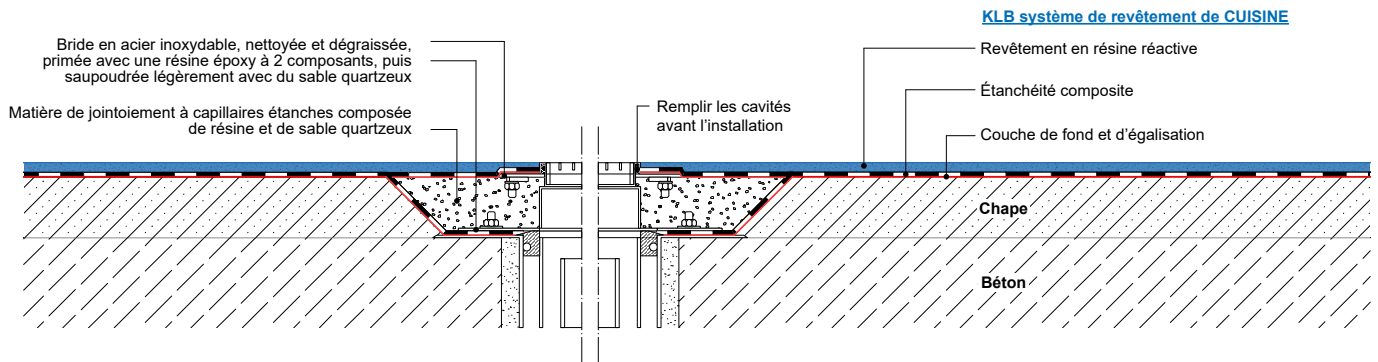 KLB système de revêtement de CUISINE
Bride en acier inoxydable, nettoyée et dégraissée,
primée avec une résine époxy à 2 composants, puis
saupoudrée légèrement avec du sable quartzeux
Matière de jointoiement à capillaires étanches composée
de résine et de sable quartzeux
Remplir les cavités
avant l’installation
Revêtement en résine réactive
Étanchéité composite
Couche de fond et d’égalisation
Chape
Béton